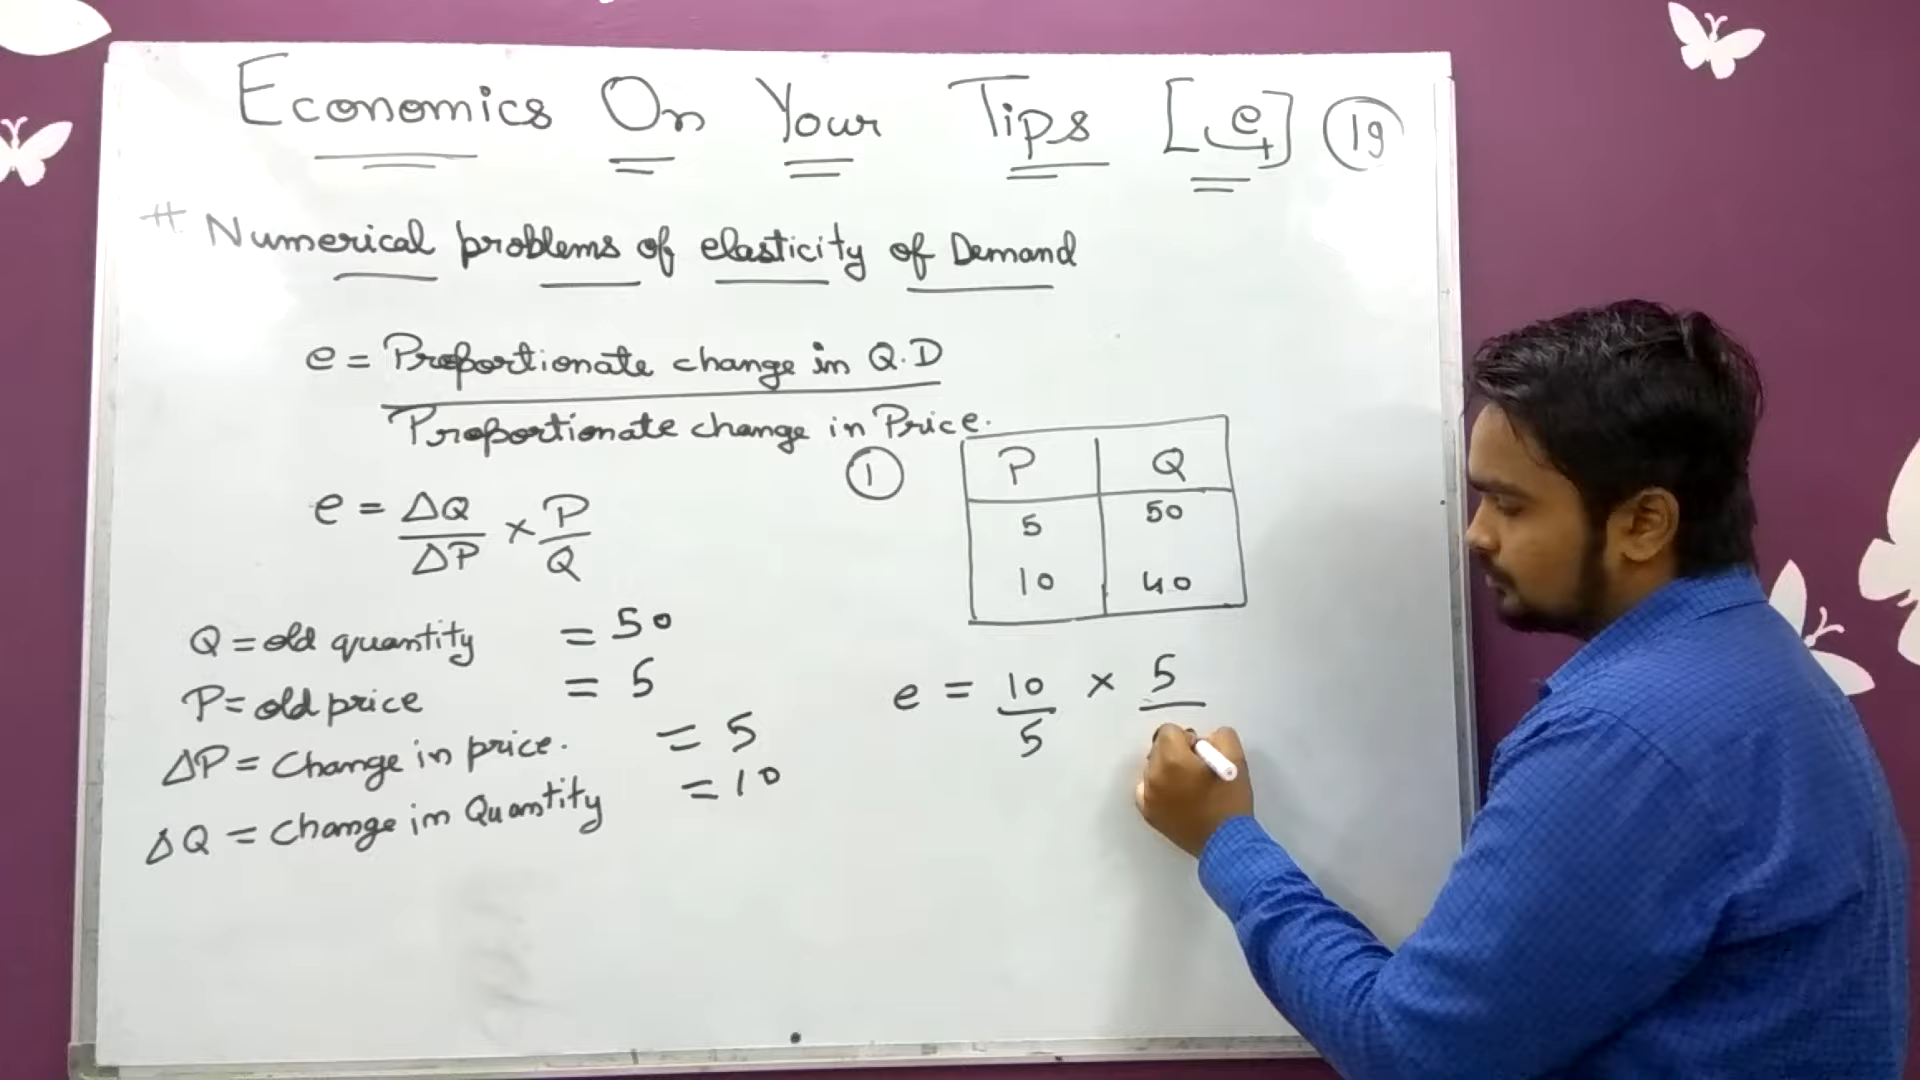 Economics On Your Tips [e] 19
# Numerical problems of elasticity of Demand
e = Proportionate change in Q.D
Proportionate change in Price.
e = ΔQ/ΔP × P/Q
Q = old quantity = 50
P = old price = 5
ΔP = Change in price. = 5
ΔQ = Change in Quantity = 10
1
P Q
5 50
10 40
e = 10/5 × 5